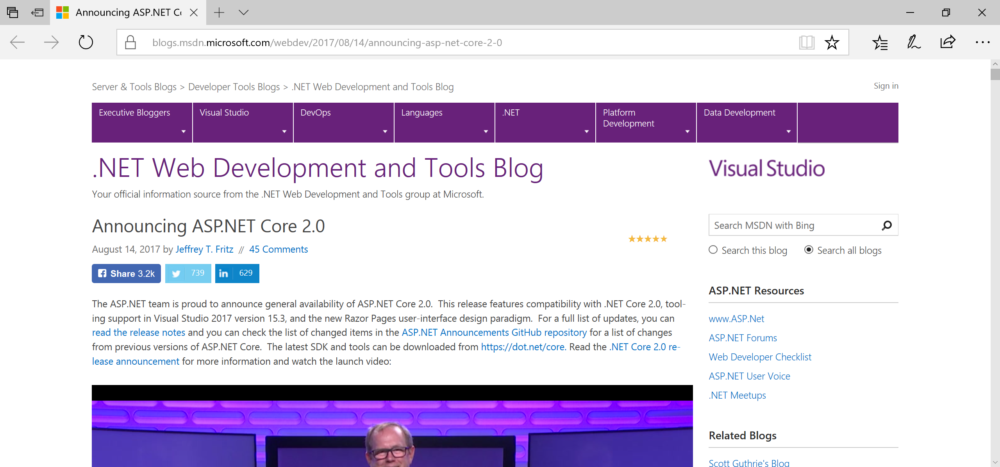 Announcing ASP.NET Co
blogs.msdn.microsoft.com/webdev/2017/08/14/announcing-asp-net-core-2-0
Server & Tools Blogs > Developer Tools Blogs > .NET Web Development and Tools Blog
Sign in
Executive Bloggers
Visual Studio
DevOps
Languages
.NET
Platform
Development
Data Development
.NET Web Development and Tools Blog
Your official information source from the .NET Web Development and Tools group at Microsoft.
Announcing ASP.NET Core 2.0
August 14, 2017 by Jeffrey T. Fritz // 45 Comments
Share 3.2k
739
in 629
The ASP.NET team is proud to announce general availability of ASP.NET Core 2.0.  This release features compatibility with .NET Core 2.0, tool-
ing support in Visual Studio 2017 version 15.3, and the new Razor Pages user-interface design paradigm.  For a full list of updates, you can
read the release notes and you can check the list of changed items in the ASP.NET Announcements GitHub repository for a list of changes
from previous versions of ASP.NET Core.  The latest SDK and tools can be downloaded from https://dot.net/core. Read the .NET Core 2.0 re-
lease announcement for more information and watch the launch video:
Visual Studio
Search MSDN with Bing
Search this blog
Search all blogs
ASP.NET Resources
www.ASP.Net
ASP.NET Forums
Web Developer Checklist
ASP.NET User Voice
.NET Meetups
Related Blogs
Scott Guthrie's Blog